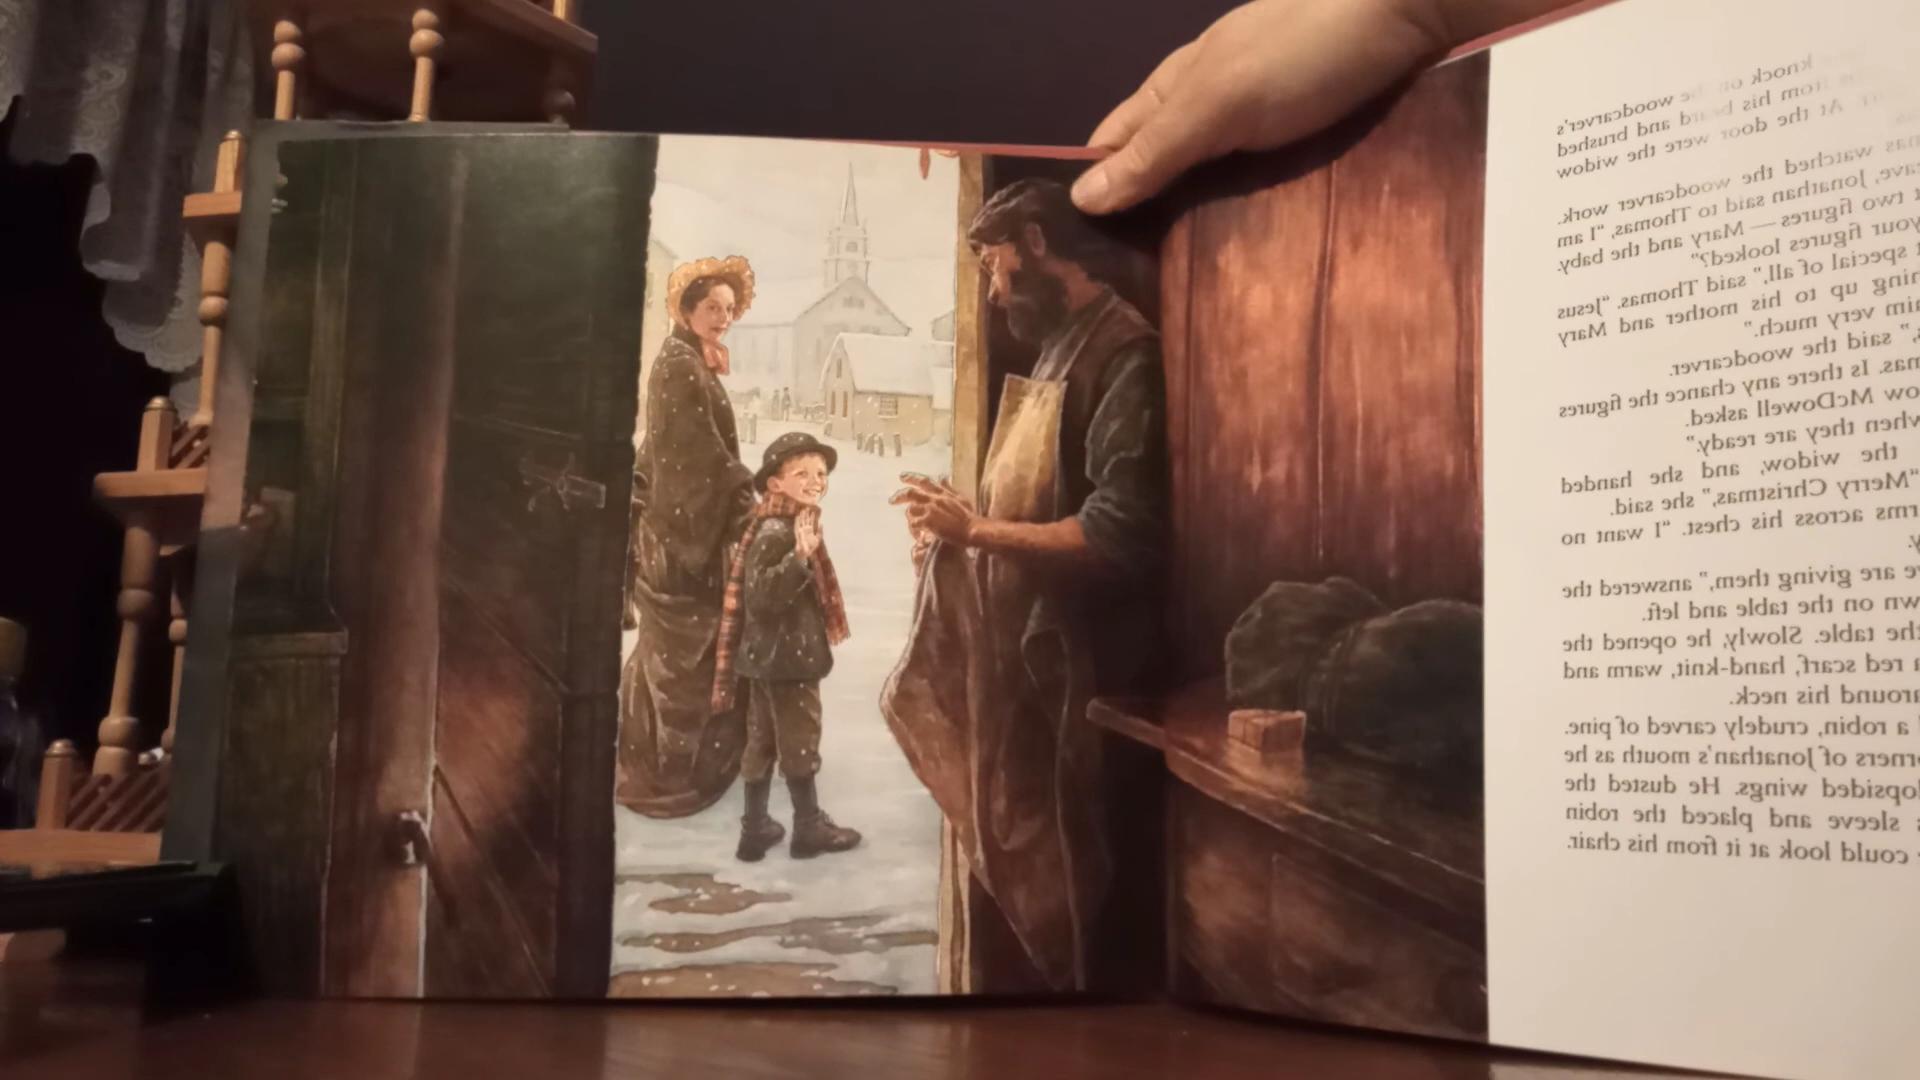 knock on the woodcarver's
from his beard and brushed
At the door were the widow
watched the woodcarver work.
Jonathan said to Thomas, "I am
two figures — Mary and the baby.
your figures looked?"
special of all," said Thomas. "Jesus
up to his mother and Mary
him very much."
said the woodcarver.
Is there any chance the figures
McDowell asked.
when they are ready."
the widow, and she handed
"Merry Christmas," she said.
arms across his chest. "I want no
are giving them," answered the
on the table and left.
the table. Slowly, he opened the
a red scarf, hand-knit, warm and
around his neck.
a robin, crudely carved of pine.
corners of Jonathan's mouth as he
lopsided wings. He dusted the
sleeve and placed the robin
could look at it from his chair.